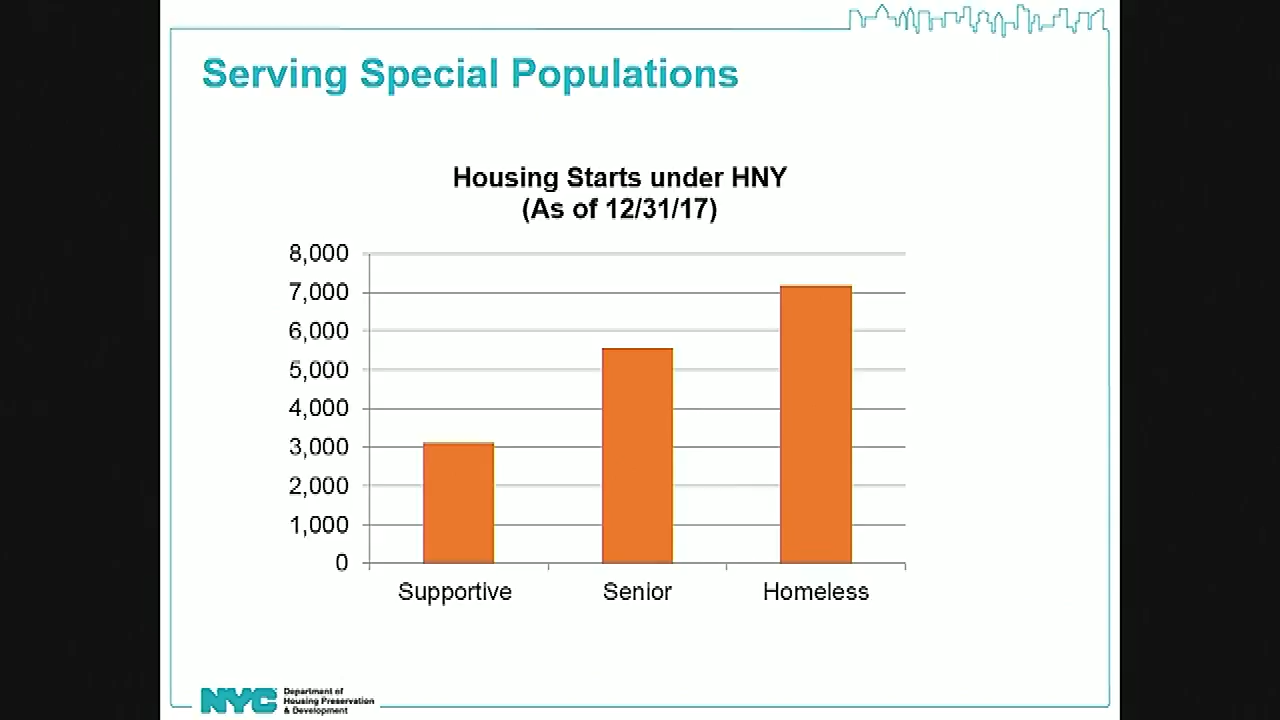 Serving Special Populations
Housing Starts under HNY
(As of 12/31/17)
8,000
7,000
6,000
5,000
4,000
3,000
2,000
1,000
0
Supportive Senior Homeless
NYC
Department of
Housing Preservation
& Development